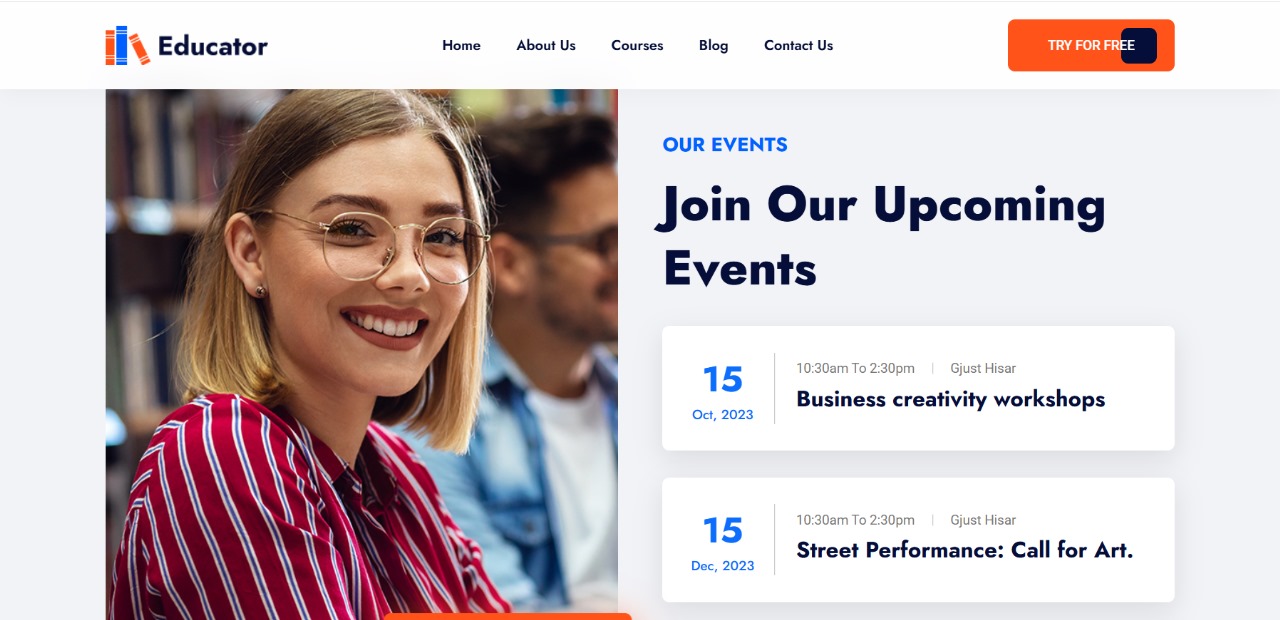 Educator
Home About Us Courses Blog Contact Us
TRY FOR FREE
OUR EVENTS
Join Our Upcoming
Events
15
Oct, 2023
10:30am To 2:30pm | Gjust Hisar
Business creativity workshops
15
Dec, 2023
10:30am To 2:30pm | Gjust Hisar
Street Performance: Call for Art.